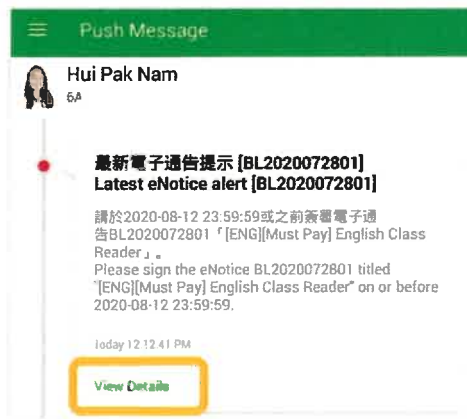 Push Message
Hui Pak Nam
6A
最新電子通告提示 [BL2020072801]
Latest eNotice alert [BL2020072801]
請於2020-08-12 23:59:59或之前簽署電子通
告BL2020072801「[ENG][Must Pay] English Class
Reader」。
Please sign the eNotice BL2020072801 titled
"[ENG][Must Pay] English Class Reader" on or before
2020-08-12 23:59:59.
Today 12:12:41 PM
View Details